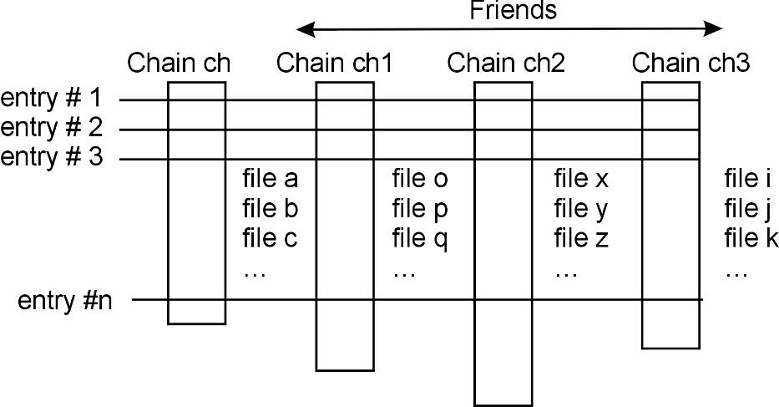 Friends
Chain ch Chain ch1 Chain ch2 Chain ch3
entry # 1
entry # 2
entry # 3
file a file o file x file i
file b file p file y file j
file c file q file z file k
... ... ... ...
entry #n